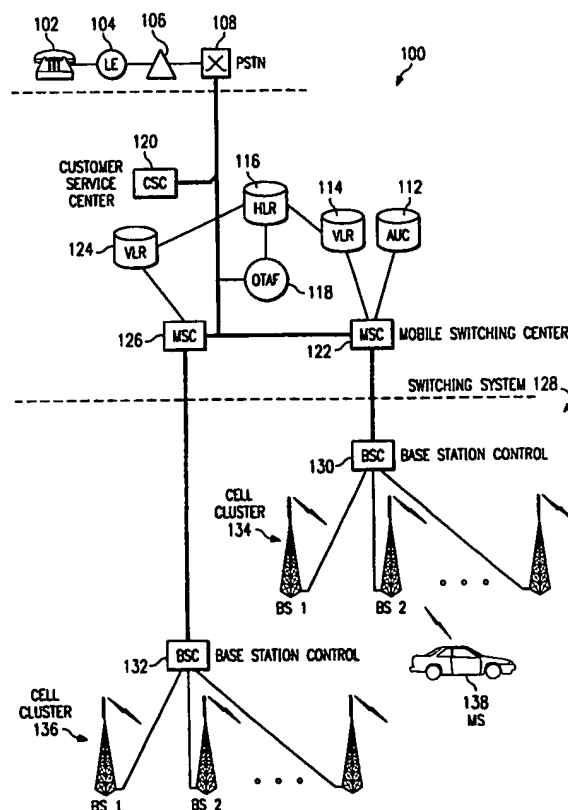 102
104
106
108
LE
PSTN
100
120
CUSTOMER
SERVICE
CENTER
CSC
116
HLR
114
VLR
112
AUC
124
VLR
OTAF
118
126
MSC
MSC
122
MOBILE SWITCHING CENTER
SWITCHING SYSTEM 128
BSC
130
BASE STATION CONTROL
CELL
CLUSTER
134
BS 1
BS 2
BSC
132
BASE STATION CONTROL
138
MS
CELL
CLUSTER
136
BS 1
BS 2